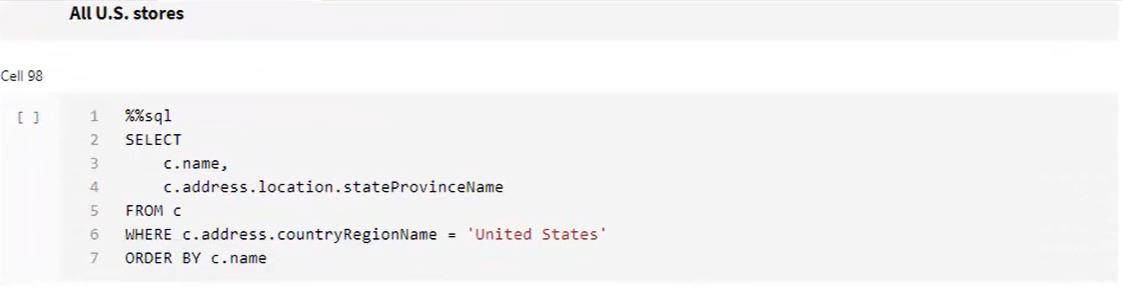 All U.S. stores
Cell 98
[ ]
1 %%sql
2 SELECT
3 c.name,
4 c.address.location.stateProvinceName
5 FROM c
6 WHERE c.address.countryRegionName = 'United States'
7 ORDER BY c.name